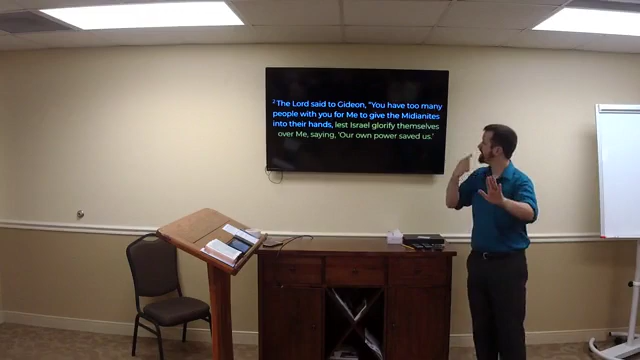 ² The Lord said to Gideon, “You have too many
people with you for Me to give the Midianites
into their hands, lest Israel glorify themselves
over Me, saying, ‘Our own power saved us.’